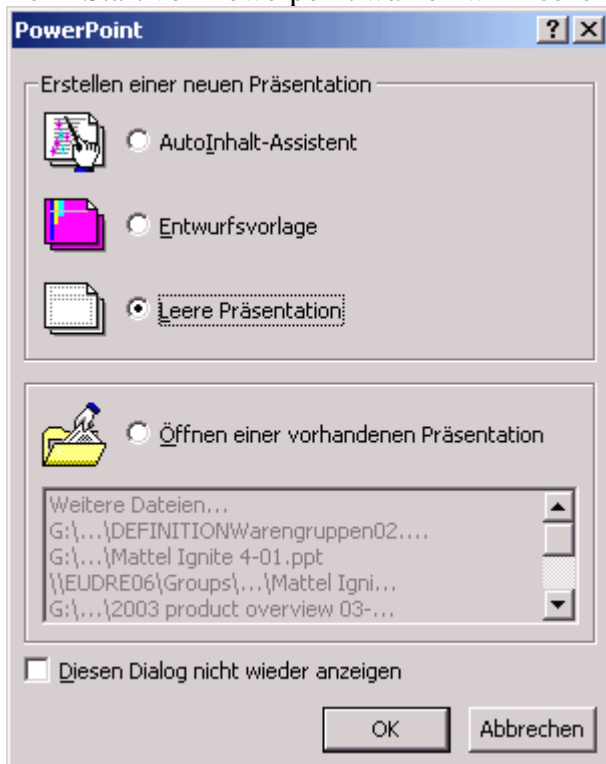 PowerPoint
Erstellen einer neuen Präsentation
AutoInhalt-Assistent
Entwurfsvorlage
Leere Präsentation
Öffnen einer vorhandenen Präsentation
Weitere Dateien...
G:\...\DEFINITIONWarengruppen02....
G:\...\Mattel Ignite 4-01.ppt
\\EUDRE06\Groups\...\Mattel Igni...
G:\...\2003 product overview 03-...
Diesen Dialog nicht wieder anzeigen
OK Abbrechen